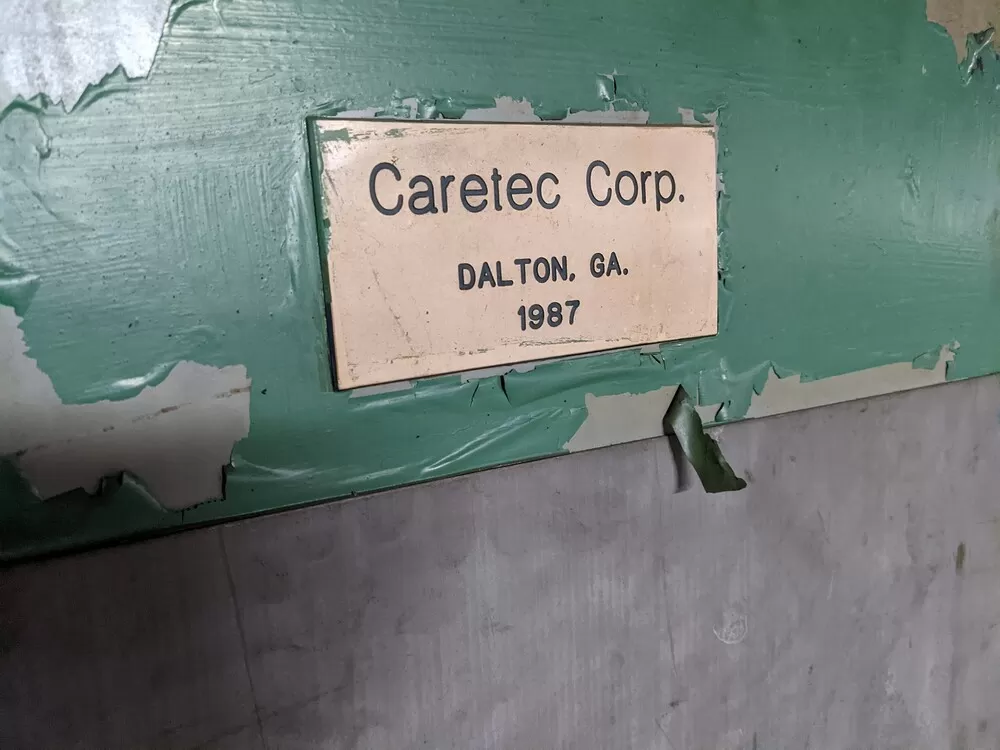 Caretec Corp.
DALTON, GA.
1987